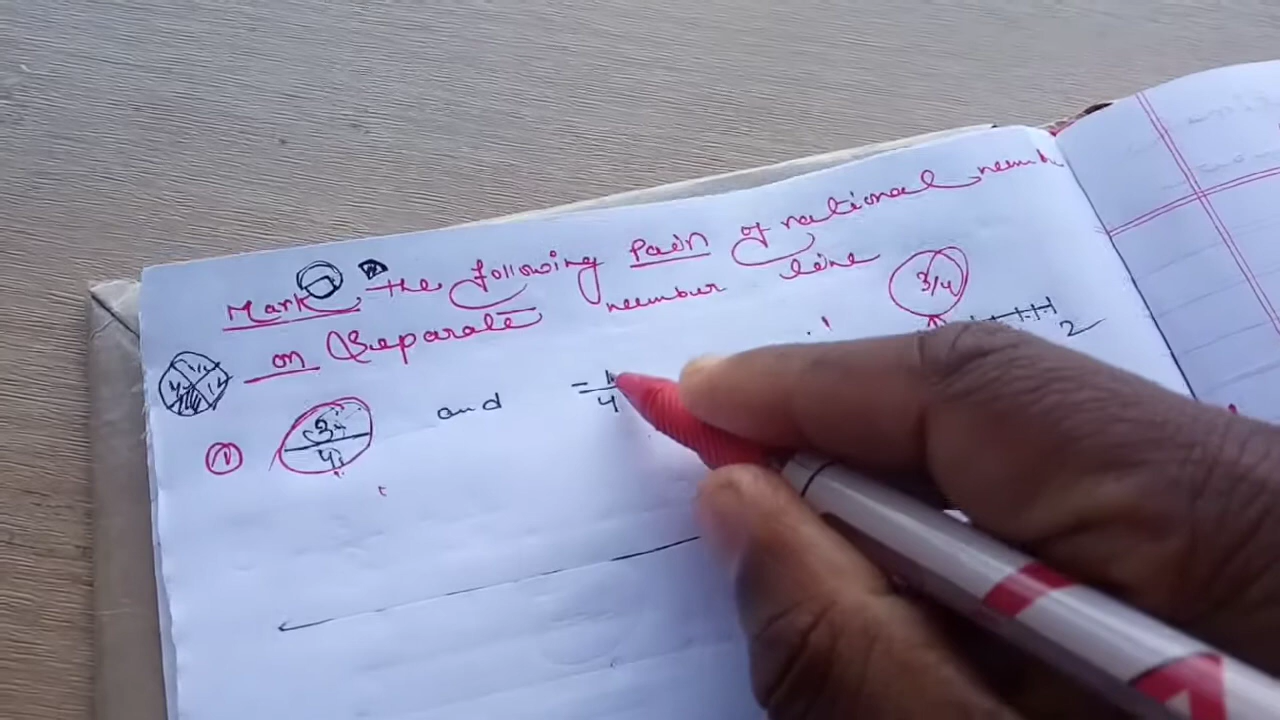 Mark the following Pair of rational numb
on Separate number line
3/4
2
① 3/4 and -1/4